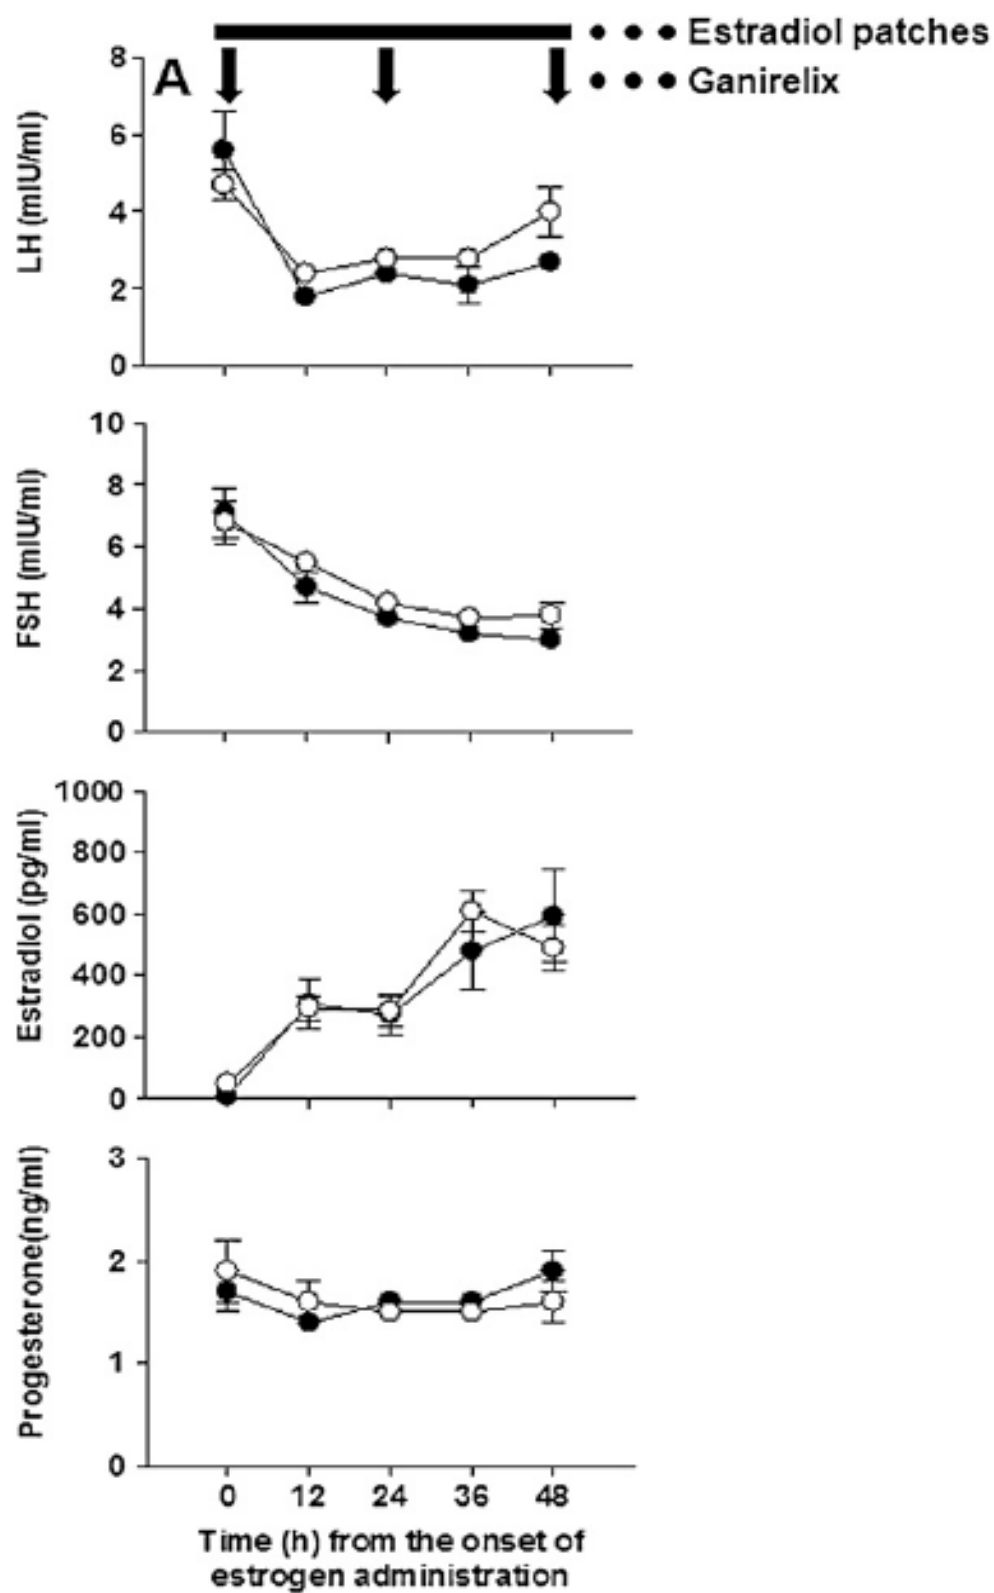 Estradiol patches
A
Ganirelix
LH (mIU/ml)
8
6
4
2
0
FSH (mIU/ml)
10
8
6
4
2
0
Estradiol (pg/ml)
1000
800
600
400
200
0
Progesterone(ng/ml)
3
2
1
0
0 12 24 36 48
Time (h) from the onset of
estrogen administration